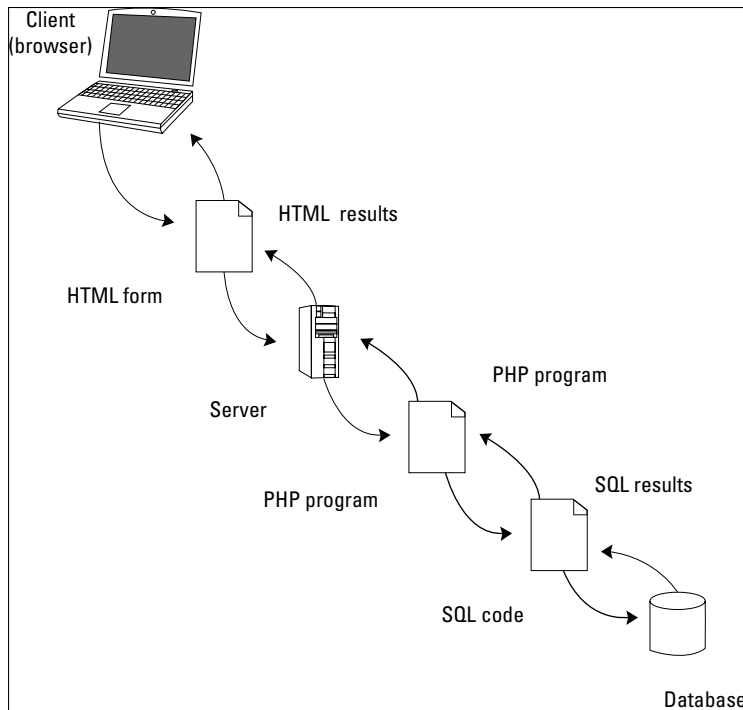 Client
(browser)
HTML results
HTML form
PHP program
Server
SQL results
PHP program
SQL code
Database